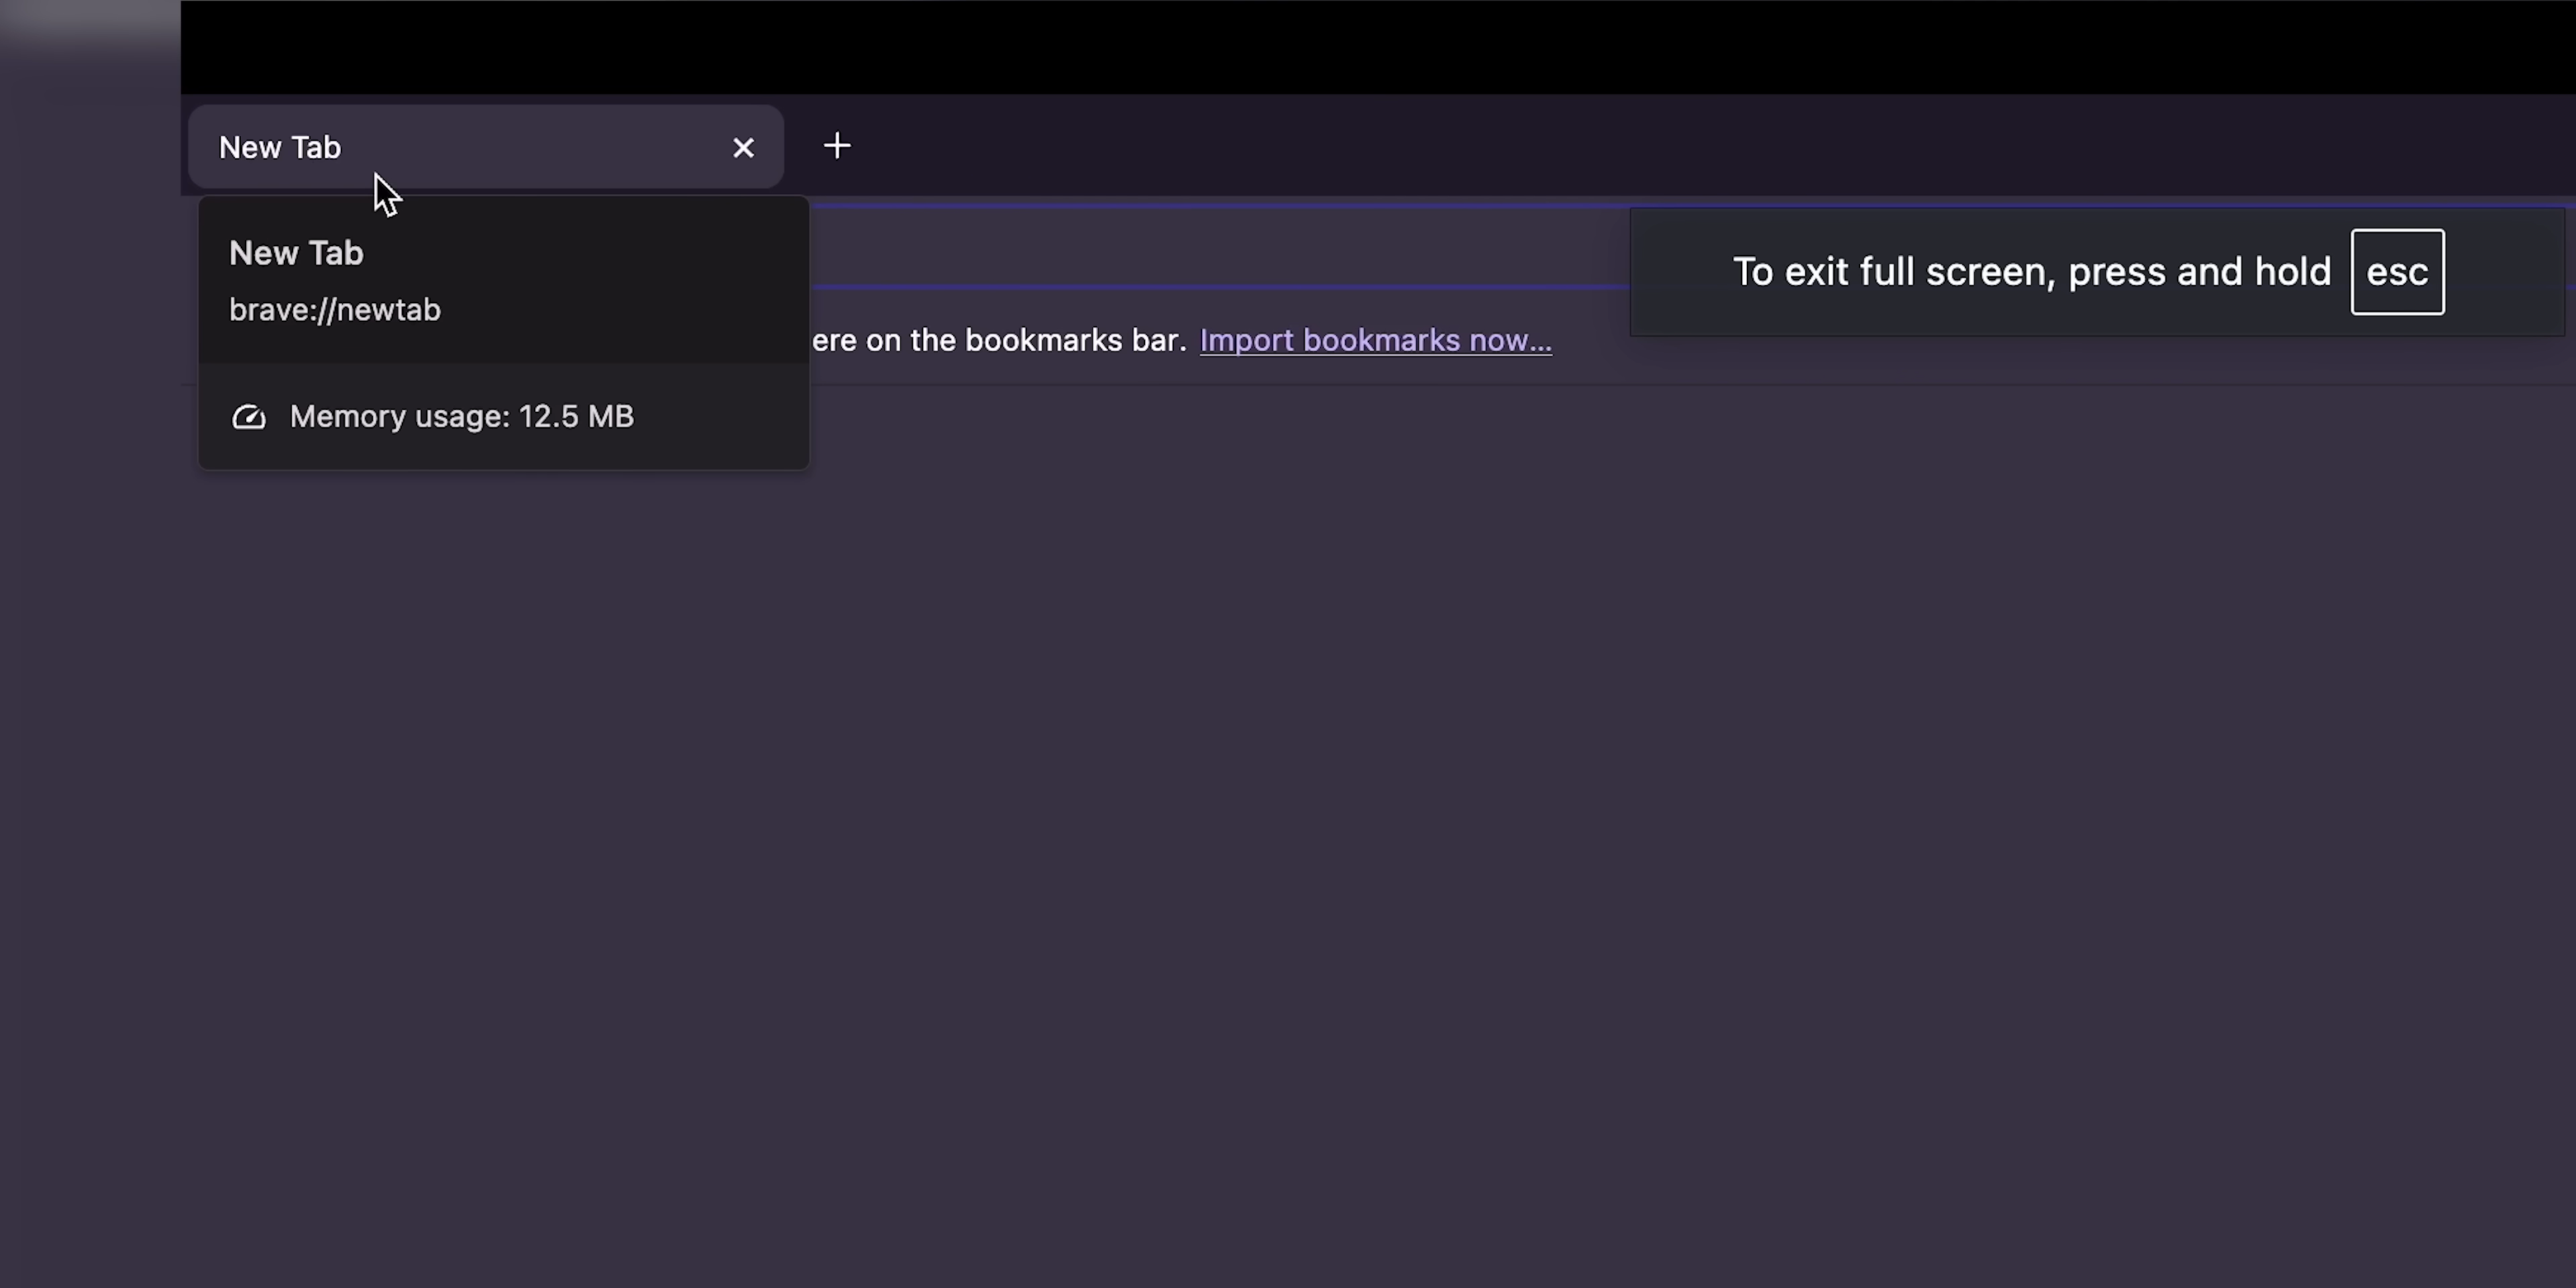 New Tab
New Tab
brave://newtab
To exit full screen, press and hold esc
ere on the bookmarks bar. Import bookmarks now...
Memory usage: 12.5 MB